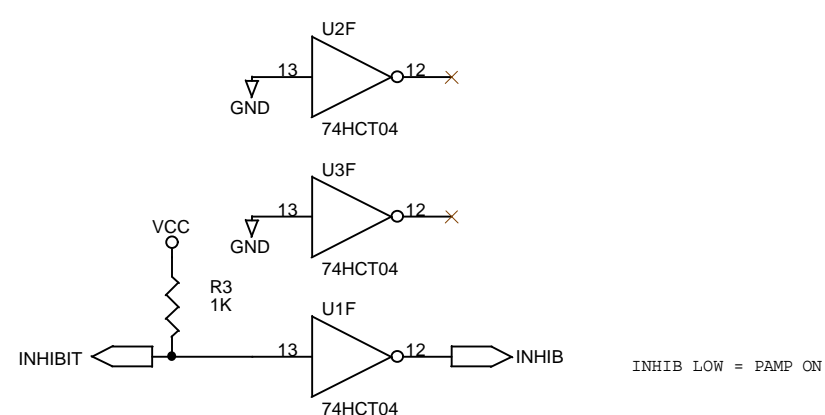 U2F
13
12
GND
74HCT04
U3F
13
12
GND
74HCT04
VCC
R3
1K
U1F
INHIBIT
13
12
INHIB
INHIB LOW = PAMP ON
74HCT04